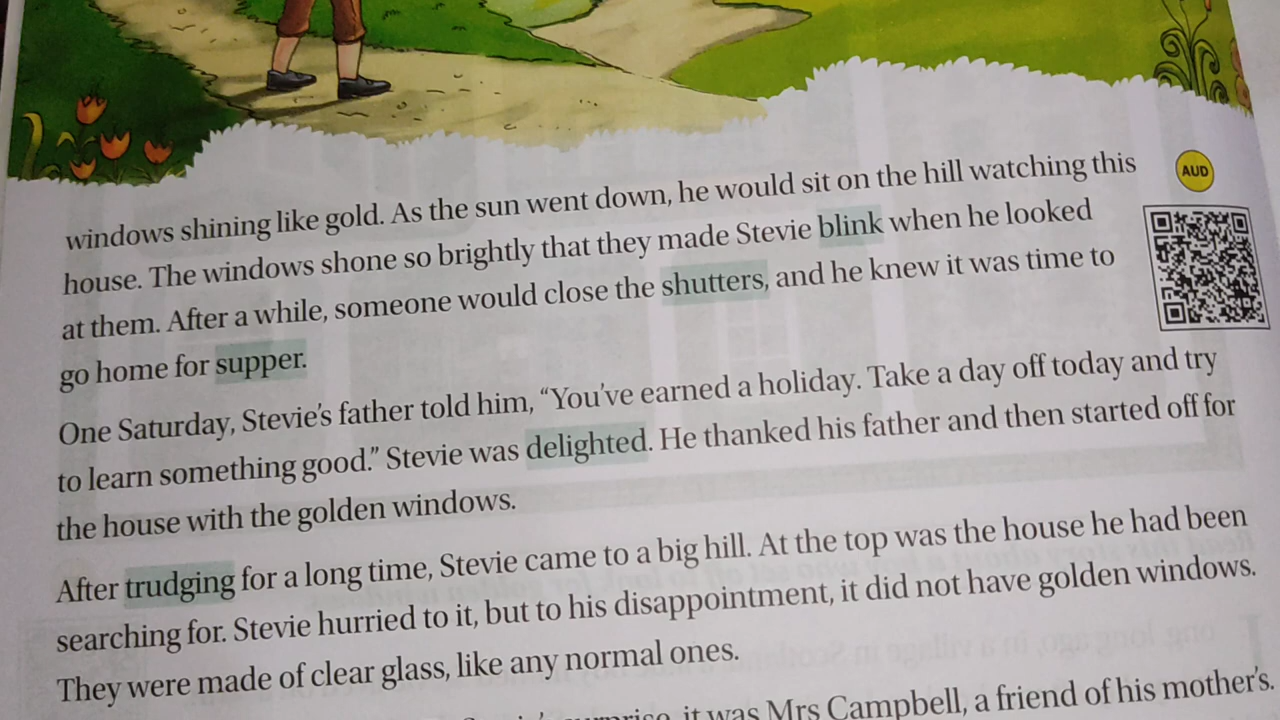 windows shining like gold. As the sun went down, he would sit on the hill watching this
house. The windows shone so brightly that they made Stevie blink when he looked
at them. After a while, someone would close the shutters, and he knew it was time to
go home for supper.
AUD
One Saturday, Stevie's father told him, “You've earned a holiday. Take a day off today and try
to learn something good.” Stevie was delighted. He thanked his father and then started off for
the house with the golden windows.
After trudging for a long time, Stevie came to a big hill. At the top was the house he had been
searching for. Stevie hurried to it, but to his disappointment, it did not have golden windows.
They were made of clear glass, like any normal ones.
it was Mrs Campbell, a friend of his mother's.